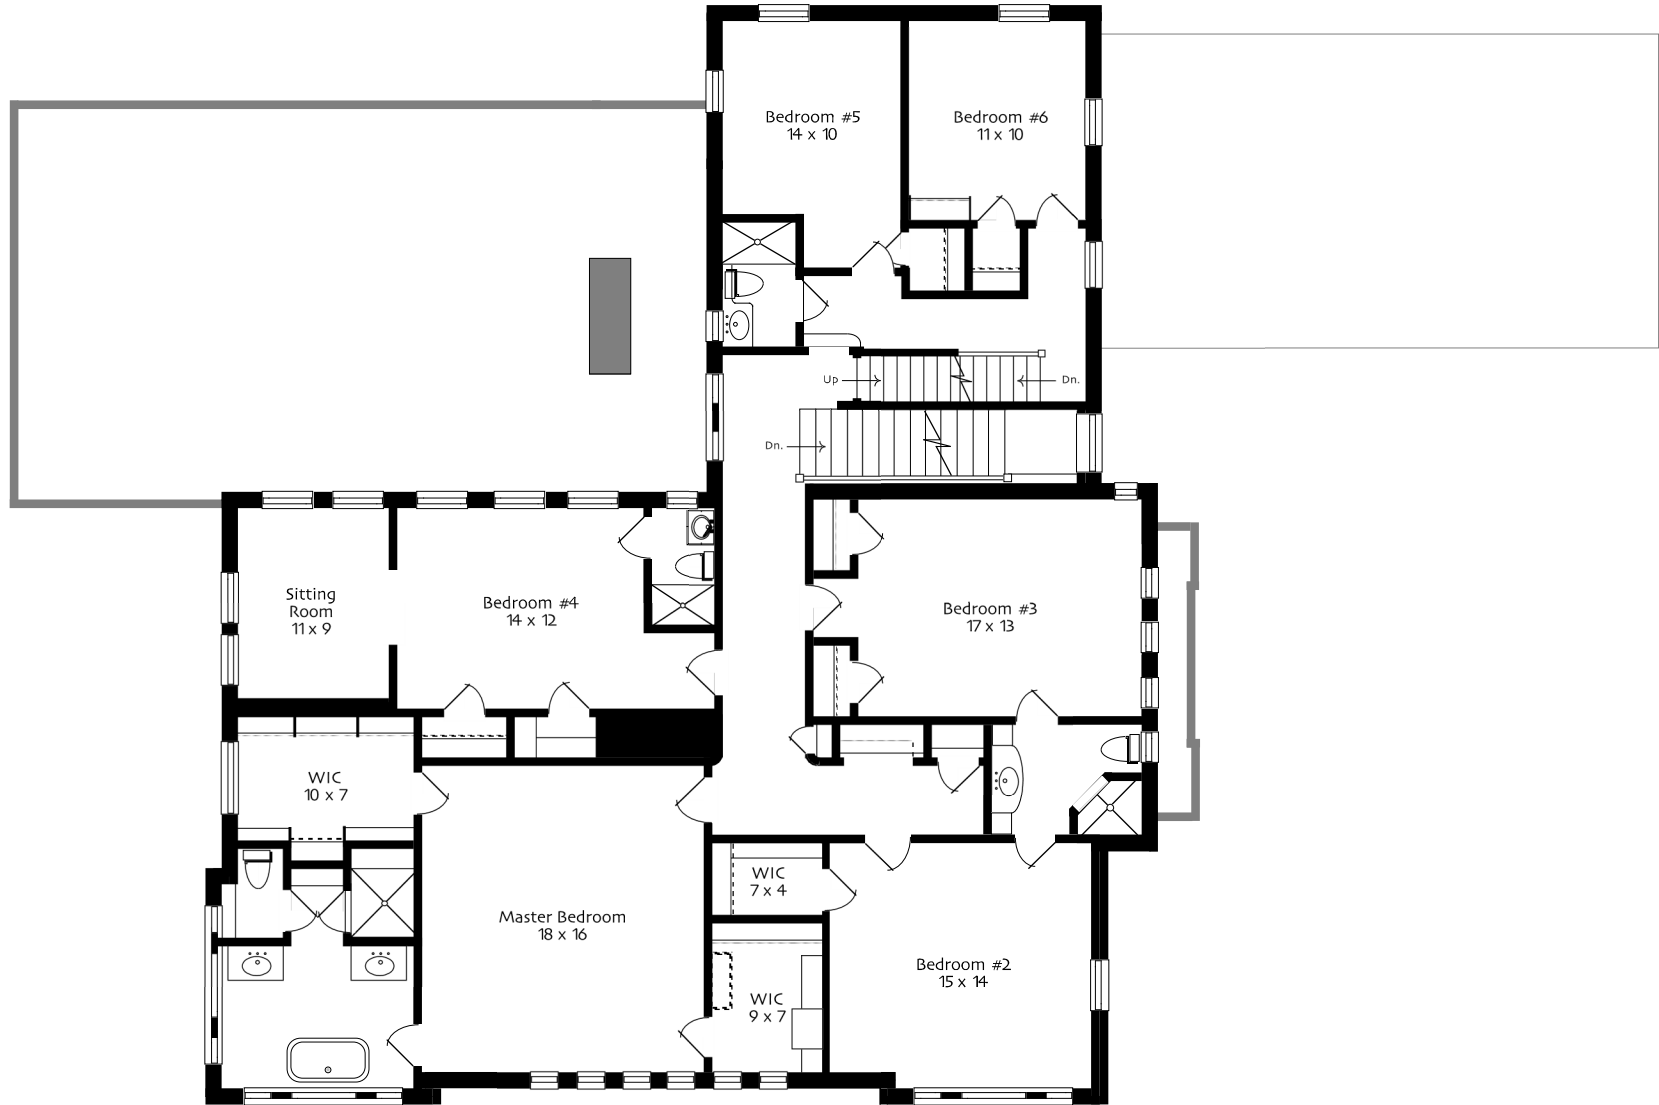 Bedroom #5
14 x 10
Bedroom #6
11 x 10
Up
Dn.
Dn.
Sitting
Room
11 x 9
Bedroom #4
14 x 12
Bedroom #3
17 x 13
WIC
10 x 7
WIC
7 x 4
Master Bedroom
18 x 16
Bedroom #2
15 x 14
WIC
9 x 7